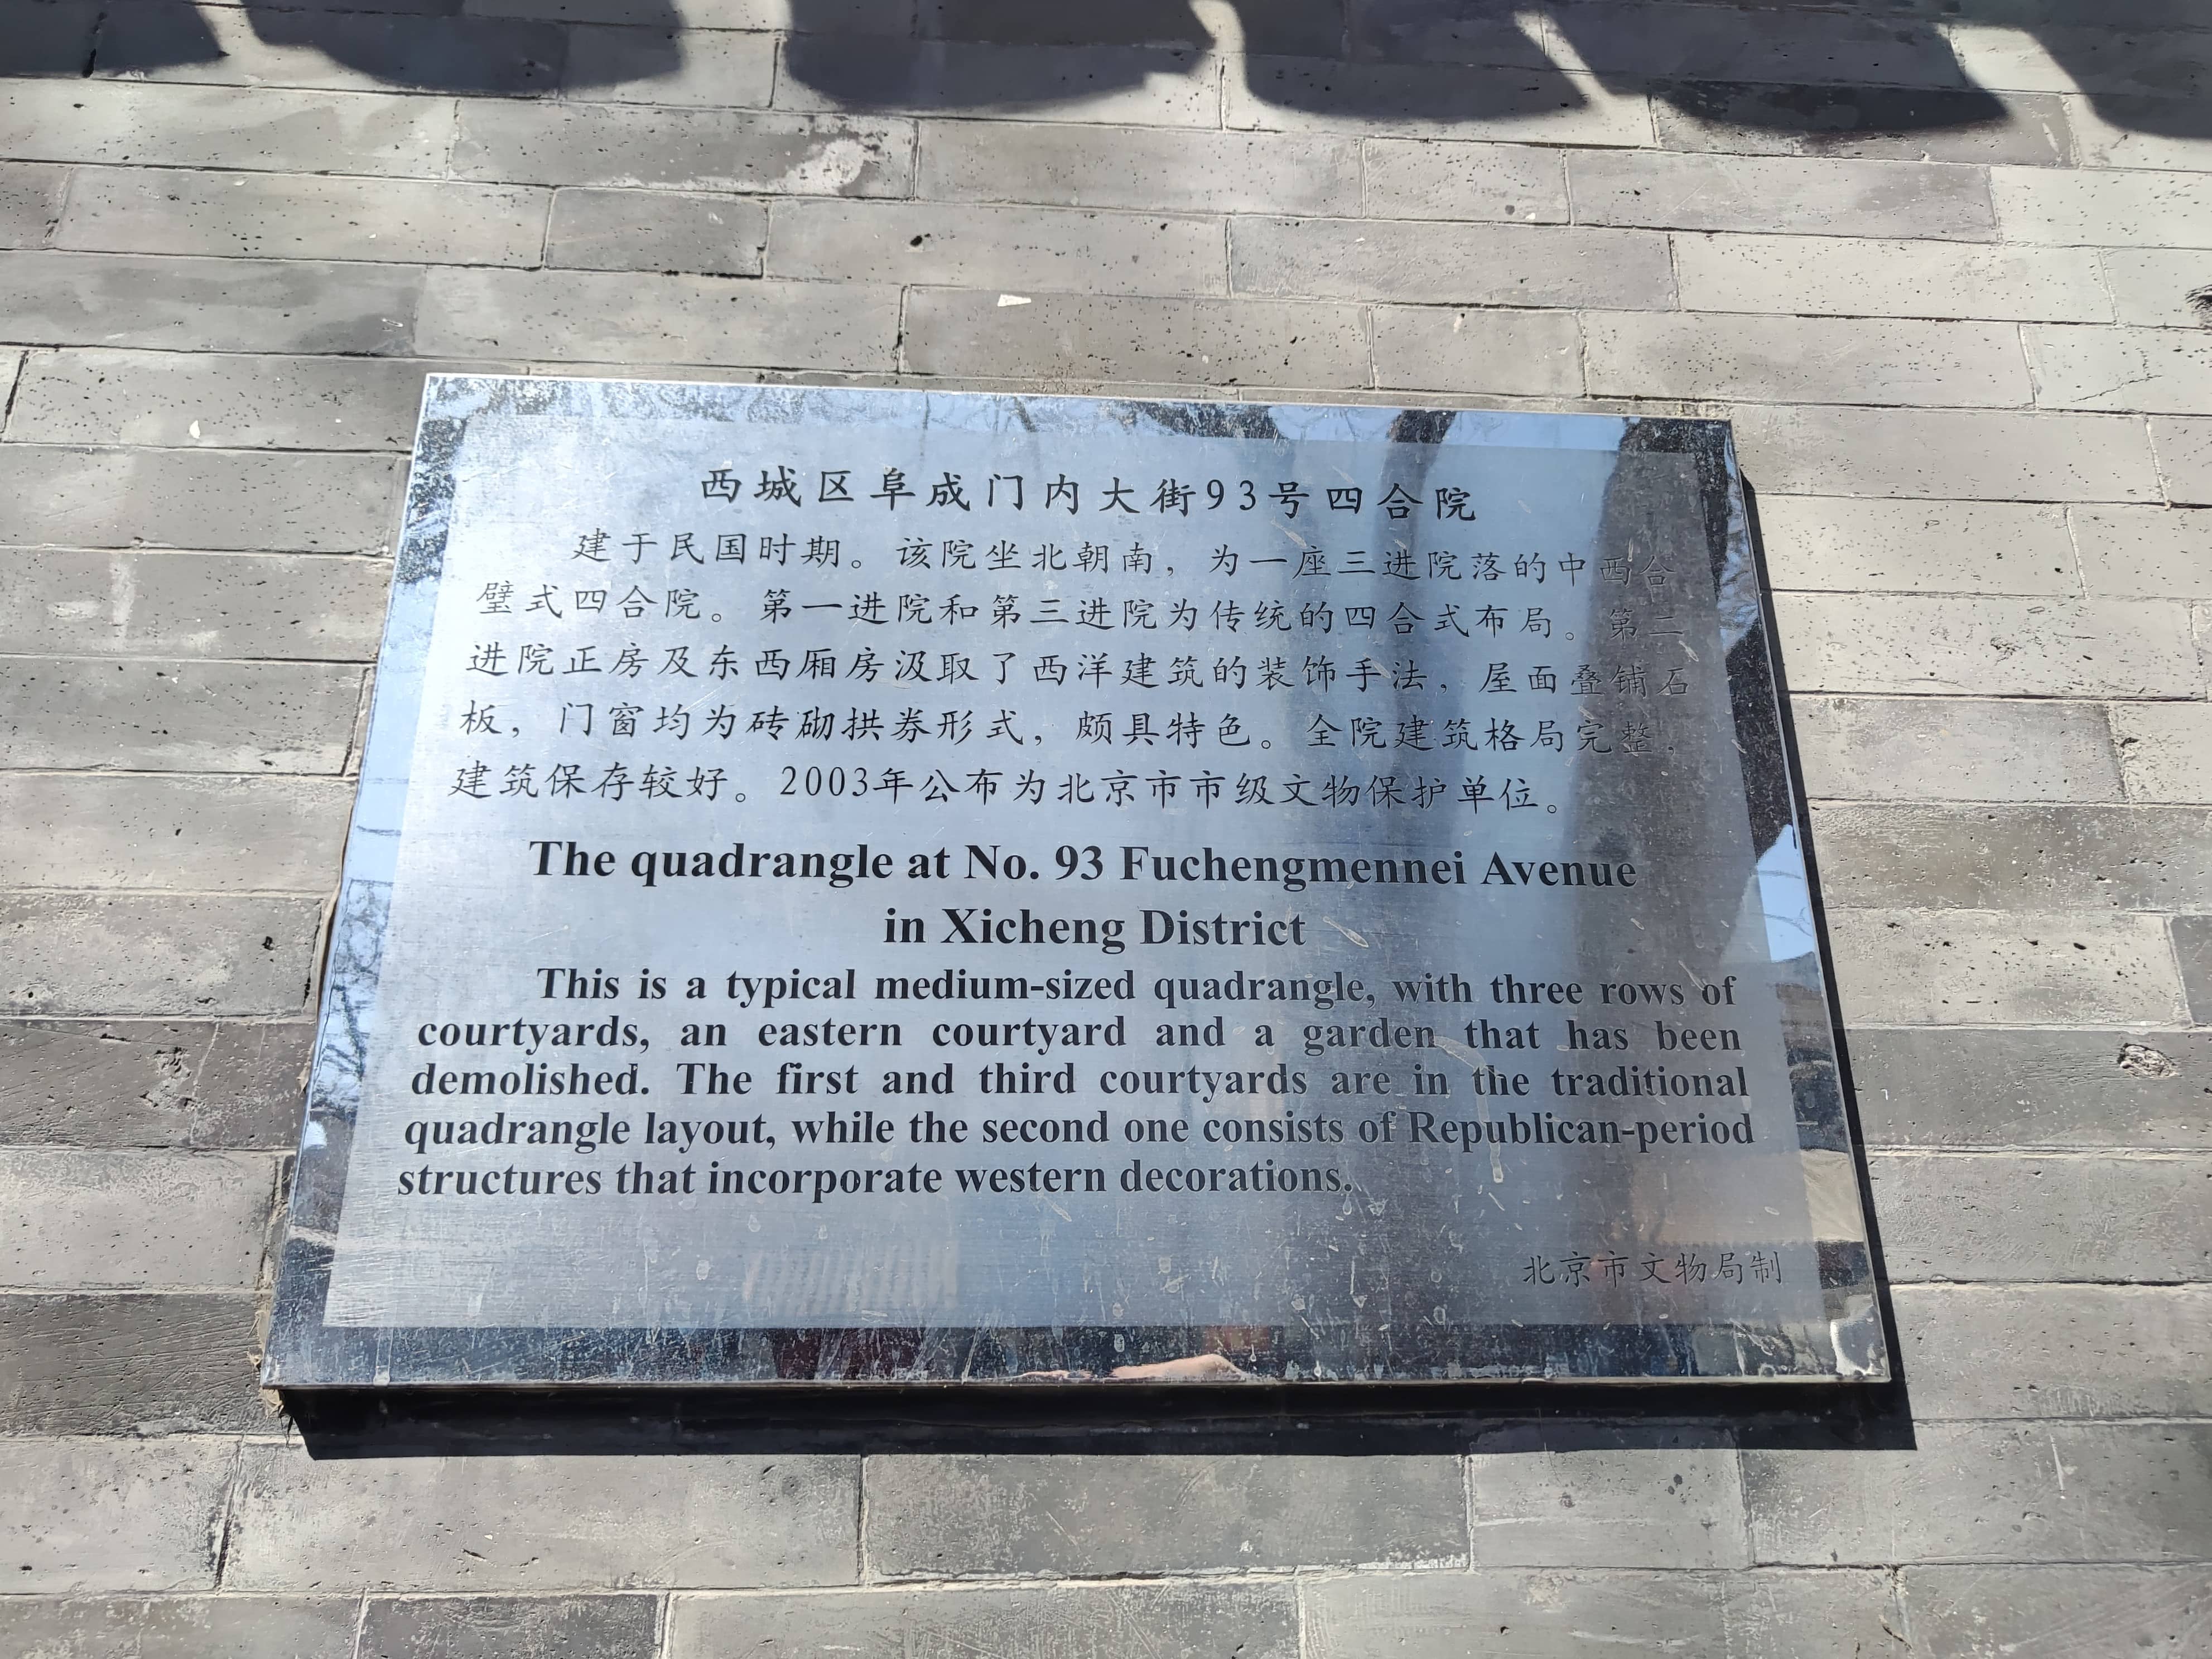 西城区阜成门内大街93号四合院
建于民国时期。该院坐北朝南，为一座三进院落的中西合
璧式四合院。第一进院和第三进院为传统的四合式布局。第二
进院正房及东西厢房汲取了西洋建筑的装饰手法，屋面叠铺石
板，门窗均为砖砌拱券形式，颇具特色。全院建筑格局完整，
建筑保存较好。2003年公布为北京市市级文物保护单位。
The quadrangle at No. 93 Fuchengmennei Avenue
in Xicheng District
This is a typical medium-sized quadrangle, with three rows of
courtyards, an eastern courtyard and a garden that has been
demolished. The first and third courtyards are in the traditional
quadrangle layout, while the second one consists of Republican-period
structures that incorporate western decorations.
北京市文物局制